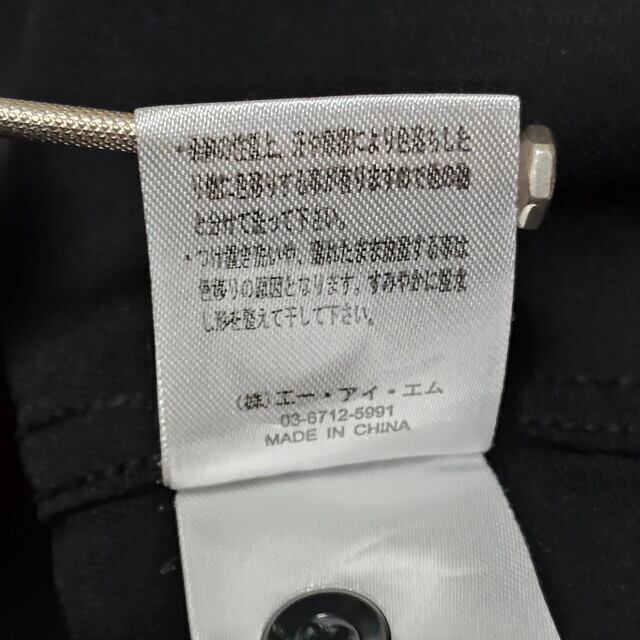 ・染料の性質上、汗や摩擦により色落ちした
り他に色移りする事が有りますので他の物
と分けて洗って下さい。
・つけ置き洗いや、濡れたまま放置する事は
色移りの原因となります。すみやかに脱水
し形を整えて干して下さい。
(株)エー・アイ・エム
03-6712-5991
MADE IN CHINA